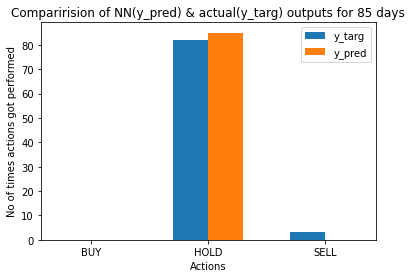 Comparirision of NN(y_pred) & actual(y_targ) outputs for 85 days
y_targ
y_pred
No of times actions got performed
80
70
60
50
40
30
20
10
0
BUY HOLD SELL
Actions